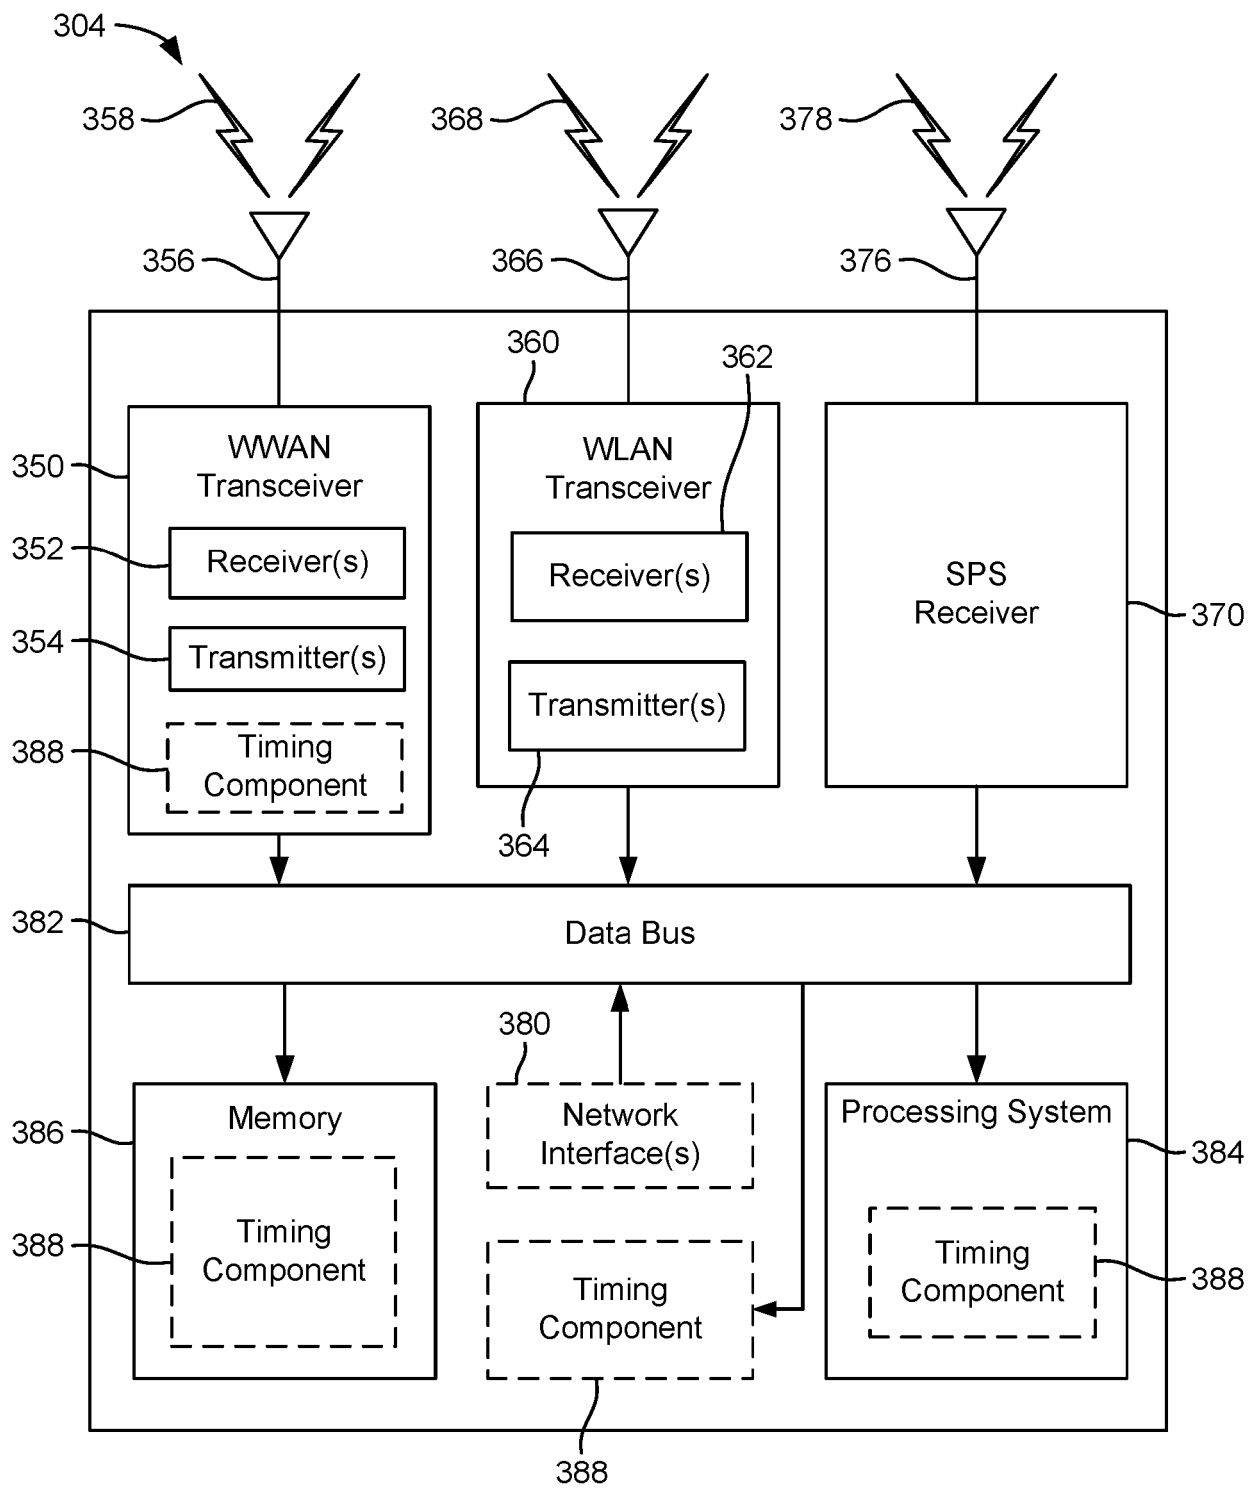 304
358
368
378
356
366
376
360
362
350
WWAN
Transceiver
WLAN
Transceiver
352
Receiver(s)
Receiver(s)
SPS
Receiver
370
354
Transmitter(s)
Transmitter(s)
388
Timing
Component
364
382
Data Bus
380
386
Memory
Network
Interface(s)
Processing System
384
388
Timing
Component
Timing
Component
Timing
Component
388
388